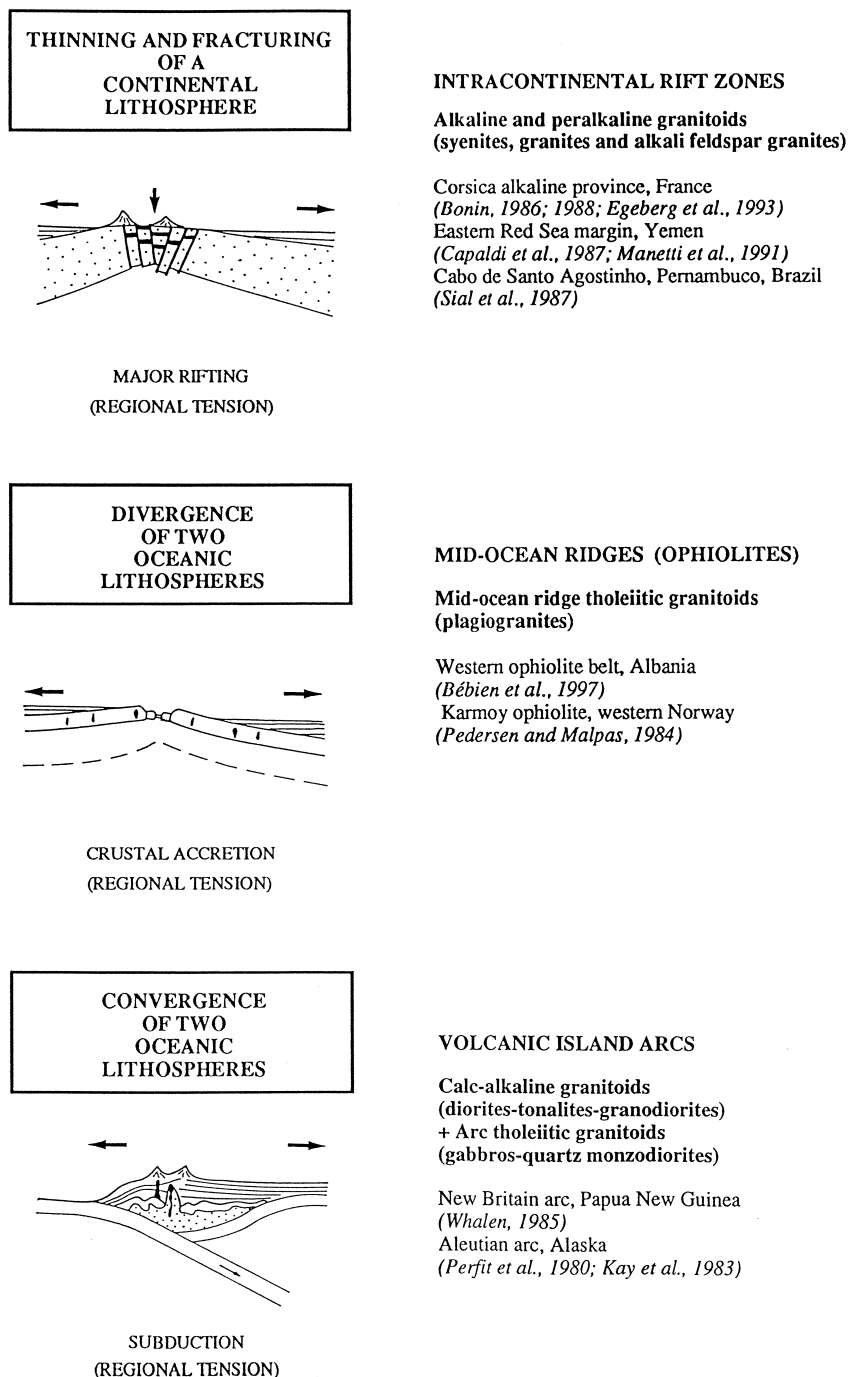 THINNING AND FRACTURING
OF A
CONTINENTAL
LITHOSPHERE
INTRACONTINENTAL RIFT ZONES
Alkaline and peralkaline granitoids
(syenites, granites and alkali feldspar granites)
Corsica alkaline province, France
(Bonin, 1986; 1988; Egeberg et al., 1993)
Eastern Red Sea margin, Yemen
(Capaldi et al., 1987; Manetti et al., 1991)
Cabo de Santo Agostinho, Pernambuco, Brazil
(Sial et al., 1987)
MAJOR RIFTING
(REGIONAL TENSION)
DIVERGENCE
OF TWO
OCEANIC
LITHOSPHERES
MID-OCEAN RIDGES (OPHIOLITES)
Mid-ocean ridge tholeiitic granitoids
(plagiogranites)
Western ophiolite belt, Albania
(Bébien et al., 1997)
Karmoy ophiolite, western Norway
(Pedersen and Malpas, 1984)
CRUSTAL ACCRETION
(REGIONAL TENSION)
CONVERGENCE
OF TWO
OCEANIC
LITHOSPHERES
VOLCANIC ISLAND ARCS
Calc-alkaline granitoids
(diorites-tonalites-granodiorites)
+ Arc tholeiitic granitoids
(gabbros-quartz monzodiorites)
New Britain arc, Papua New Guinea
(Whalen, 1985)
Aleutian arc, Alaska
(Perfit et al., 1980; Kay et al., 1983)
SUBDUCTION
(REGIONAL TENSION)